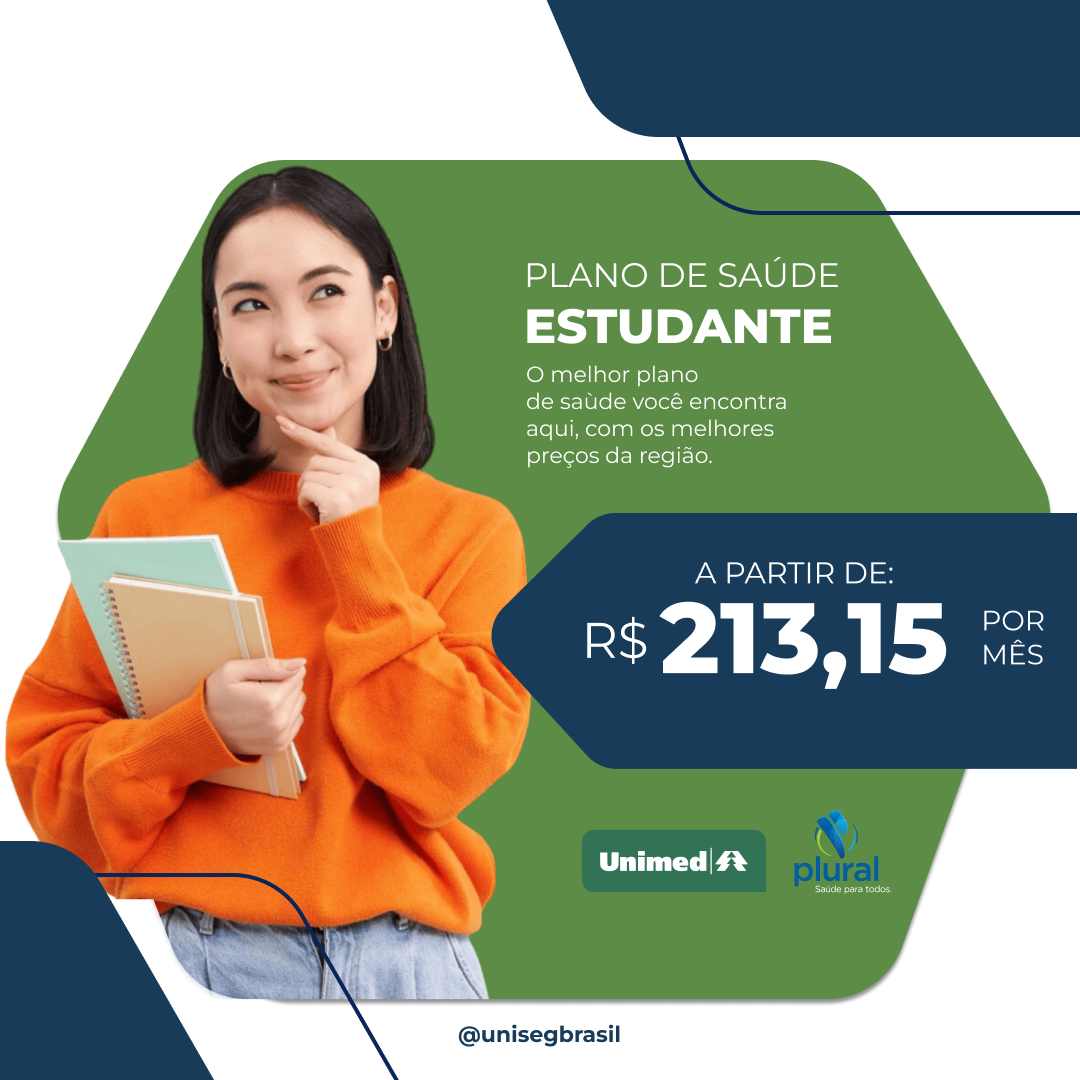 PLANO DE SAÚDE
ESTUDANTE
O melhor plano
de saùde você encontra
aqui, com os melhores
preços da região.
A PARTIR DE:
R$ 213,15 POR
MÊS
Unimed
plural
Saúde para todos.
@unisegbrasil